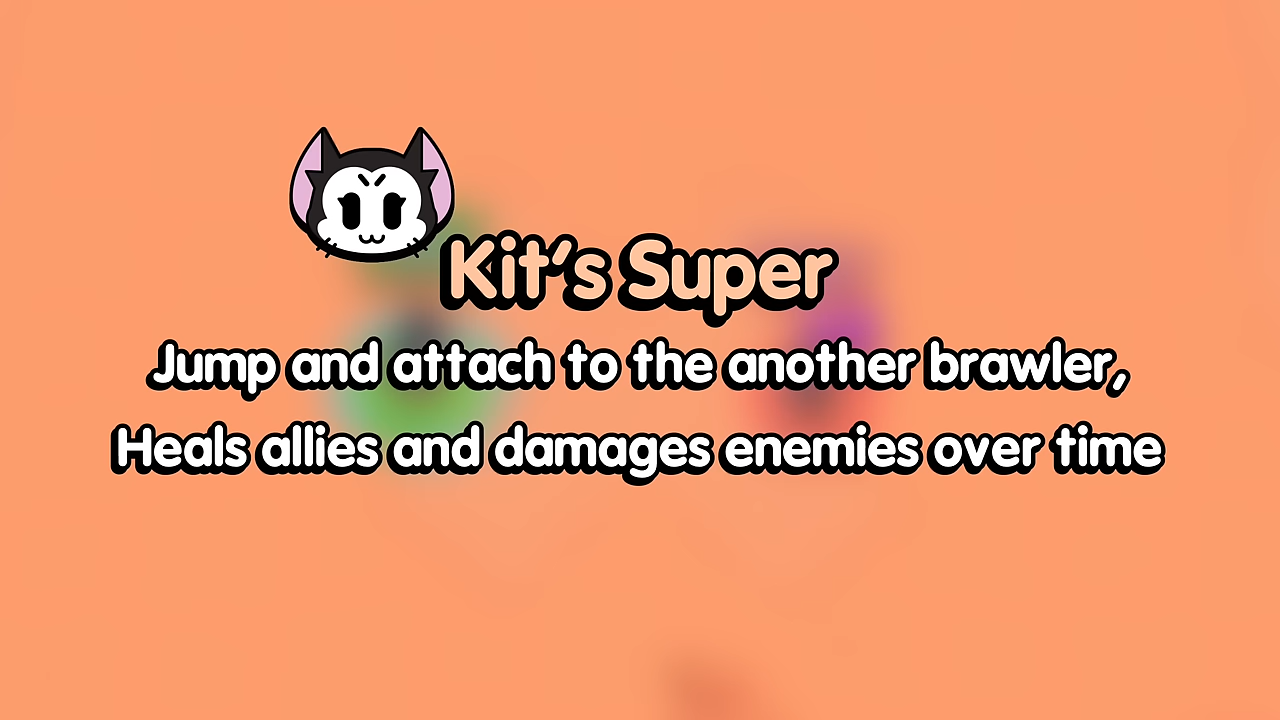 Kit's Super
Jump and attach to the another brawler,
Heals allies and damages enemies over time